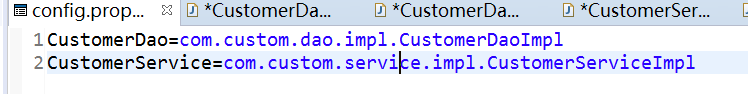 config.prop... *CustomerDa... *CustomerDa... *CustomerSer...
1 CustomerDao=com.custom.dao.impl.CustomerDaoImpl
2 CustomerService=com.custom.service.impl.CustomerServiceImpl